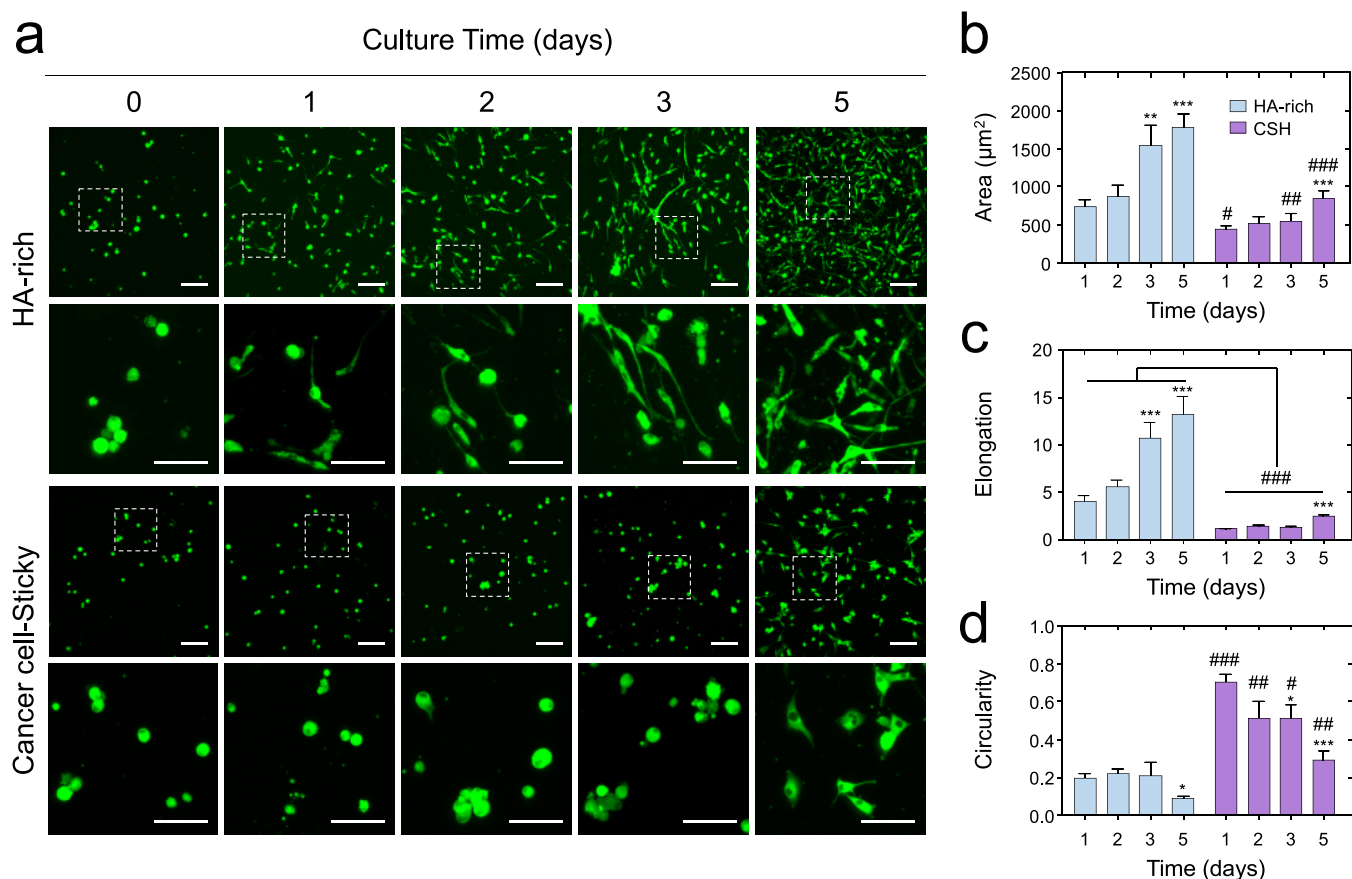 a
Culture Time (days)
0 1 2 3 5
HA-rich
Cancer cell-Sticky
b
2500
2000
1500
1000
500
0
Area (µm²)
HA-rich
CSH
** *** # ## ### ***
1 2 3 5 1 2 3 5
Time (days)
c
20
15
10
5
0
Elongation
*** *** ### ***
1 2 3 5 1 2 3 5
Time (days)
d
1.0
0.8
0.6
0.4
0.2
0.0
Circularity
* ### ## # * ## ***
1 2 3 5 1 2 3 5
Time (days)